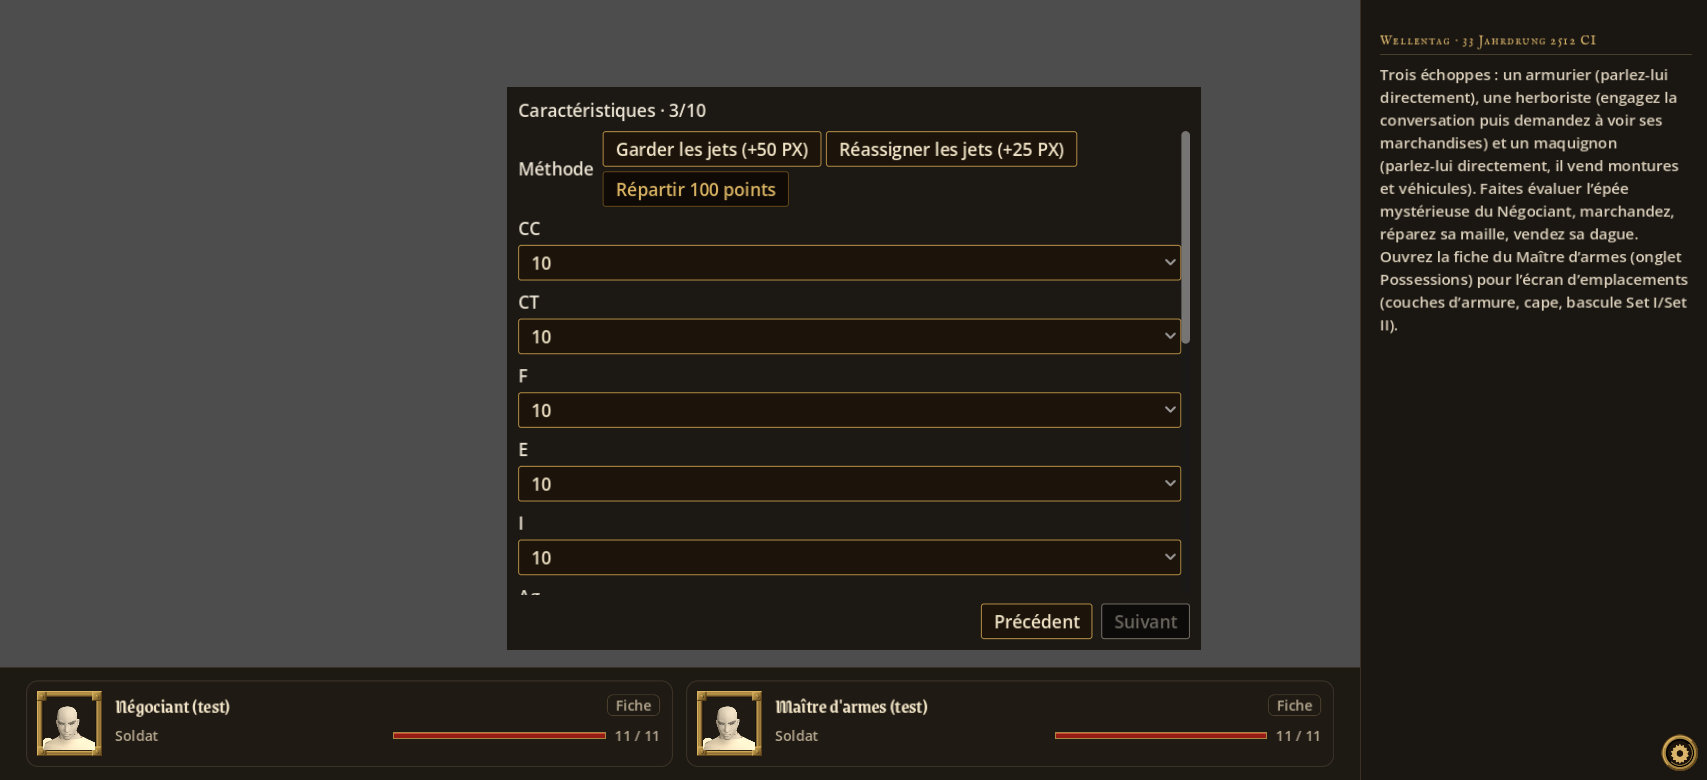 Caractéristiques · 3/10
Méthode
Garder les jets (+50 PX)
Réassigner les jets (+25 PX)
Répartir 100 points
CC
10
CT
10
F
10
E
10
I
10
Ag
Précédent
Suivant
Négociant (test)
Fiche
Soldat
11 / 11
Maître d'armes (test)
Fiche
Soldat
11 / 11
Wellentag · 33 Jahrdrung 2512 CI
Trois échoppes : un armurier (parlez-lui
directement), une herboriste (engagez la
conversation puis demandez à voir ses
marchandises) et un maquignon
(parlez-lui directement, il vend montures
et véhicules). Faites évaluer l’épée
mystérieuse du Négociant, marchandez,
réparez sa maille, vendez sa dague.
Ouvrez la fiche du Maître d’armes (onglet
Possessions) pour l’écran d’emplacements
(couches d’armure, cape, bascule Set I/Set
II).